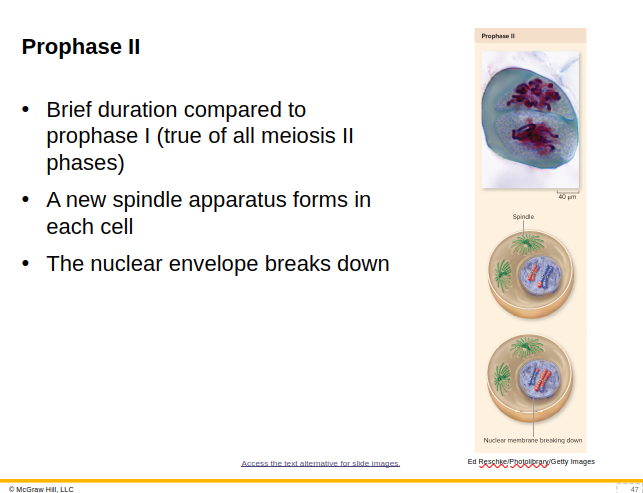 Prophase II
• Brief duration compared to
prophase I (true of all meiosis II
phases)
• A new spindle apparatus forms in
each cell
• The nuclear envelope breaks down
Prophase II
40 μm
Spindle
Nuclear membrane breaking down
Access the text alternative for slide images.
Ed Reschke/Photolibrary/Getty Images
© McGraw Hill, LLC
47